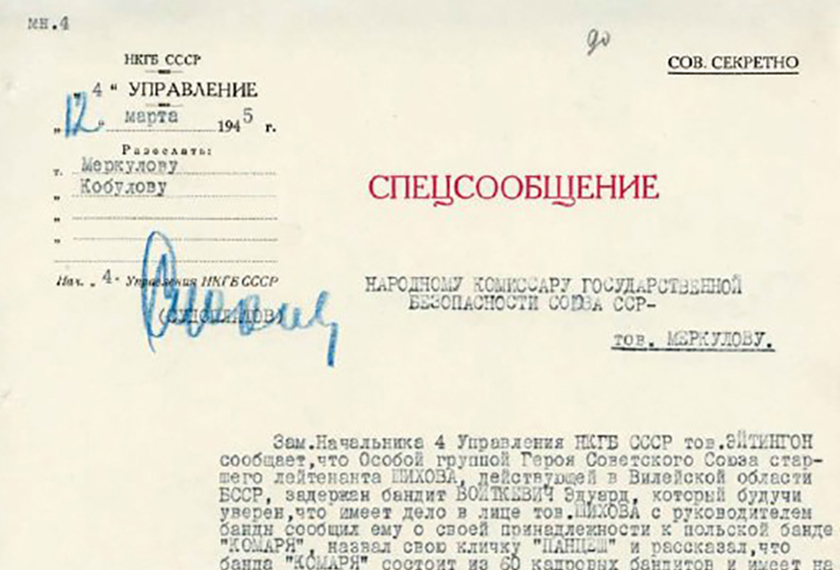 мн.4
до
НКГБ СССР
СОВ. СЕКРЕТНО
„4“ УПРАВЛЕНИЕ
„12“ марта 1945 г.
Разослать:
т. Меркулову
„ Кобулову
„
„
СПЕЦСООБЩЕНИЕ
Нач. „4“ Управления НКГБ СССР
(СУДОПЛАТОВ)
НАРОДНОМУ КОМИССАРУ ГОСУДАРСТВЕННОЙ
БЕЗОПАСНОСТИ СОЮЗА ССР-
тов. МЕРКУЛОВУ.
Зам.Начальника 4 Управления НКГБ СССР тов.ЭЙТИНГОН
сообщает,что Особой группой Героя Советского Союза стар-
шего лейтенанта ШИХОВА, действующей в Вилейской области
БССР, задержан бандит ВОЙТКЕВИЧ Эдуард, который будучи
уверен,что имеет дело в лице тов.ШИХОВА с руководителем
банды сообщил ему о своей принадлежности к польской банде
"КОМАРЯ", назвал свою кличку "ПАНЦЕШ" и рассказал,что
банда "КОМАРЯ" состоит из 60 кадровых бандитов и имеет на